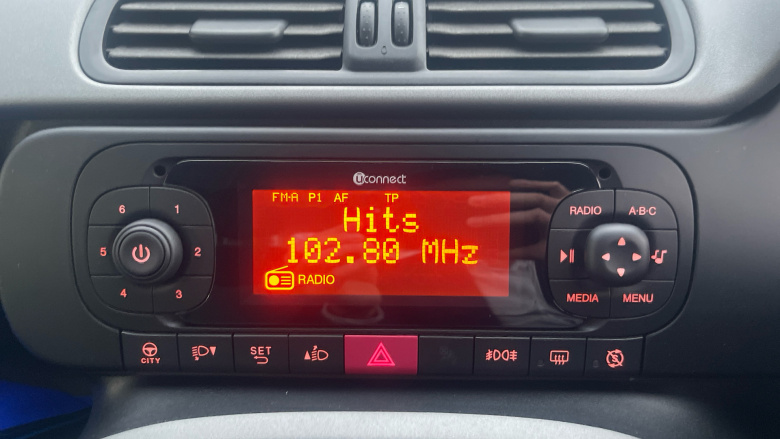 uconnect
FM-A P1 AF TP
Hits
102.80 MHz
RADIO
6 1
5 2
4 3
RADIO A·B·C
MEDIA MENU
CITY
SET